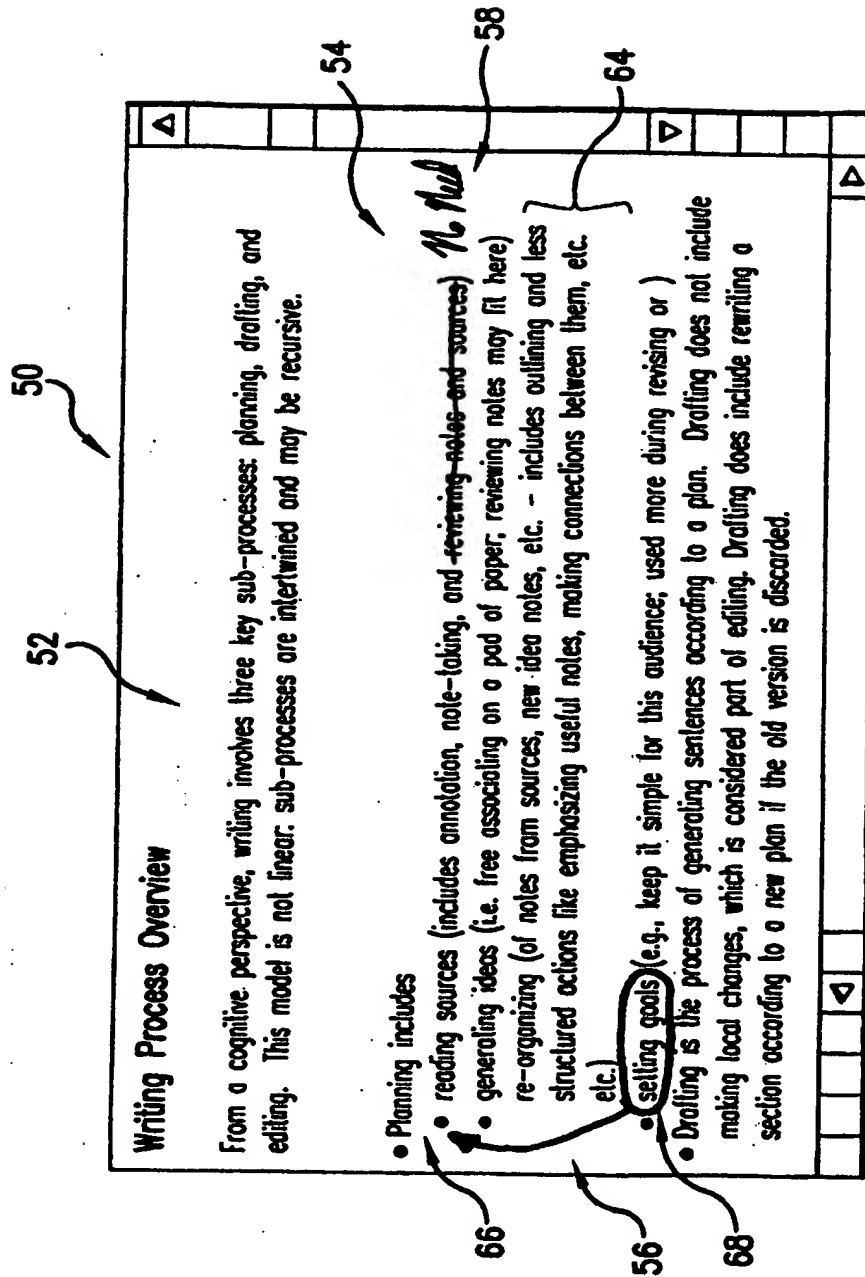 50
52
Writing Process Overview
From a cognitive perspective, writing involves three key sub-processes: planning, drafting, and
editing. This model is not linear: sub-processes are intertwined and may be recursive.
54
• Planning includes
66
• reading sources (includes annotation, note-taking, and reviewing notes and sources)
58
• generating ideas (i.e. free associating on a pad of paper; reviewing notes may fit here)
re-organizing (of notes from sources, new idea notes, etc. - includes outlining and less
structured actions like emphasizing useful notes, making connections between them, etc.
etc.)
64
56
• setting goals (e.g., keep it simple for this audience; used more during revising or )
68
• Drafting is the process of generating sentences according to a plan. Drafting does not include
making local changes, which is considered part of editing. Drafting does include rewriting a
section according to a new plan if the old version is discarded.